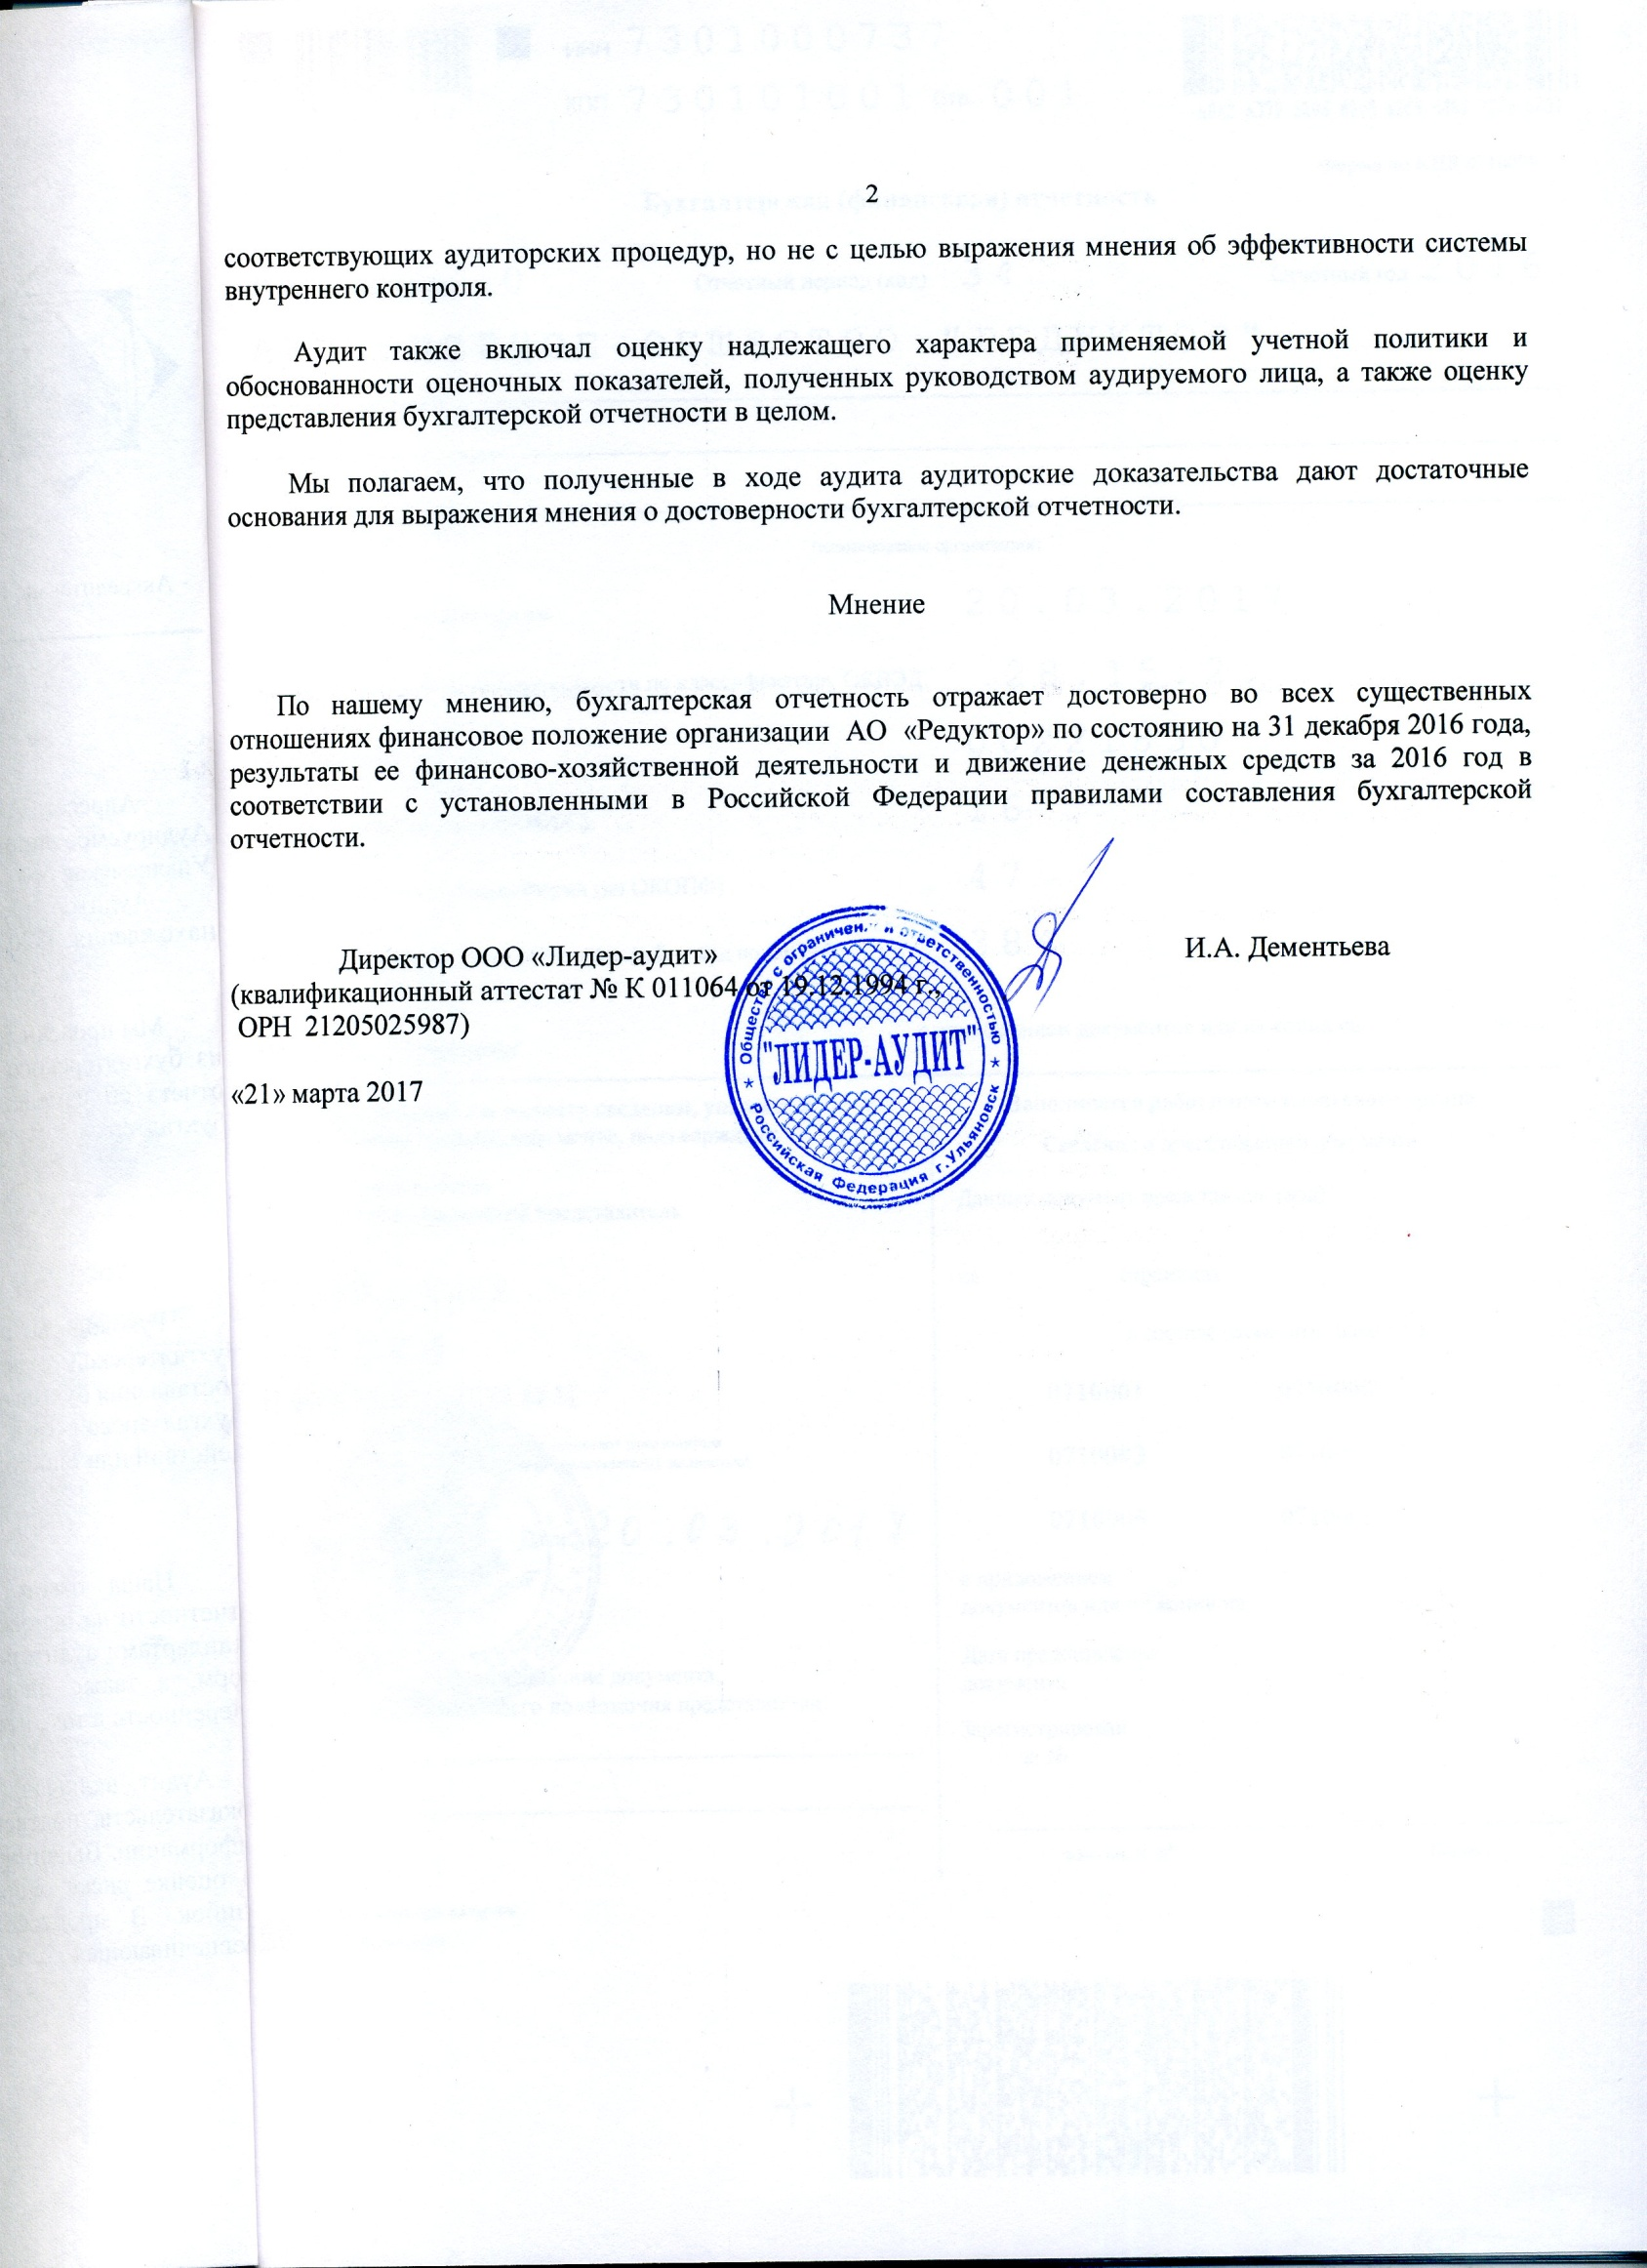 2
соответствующих аудиторских процедур, но не с целью выражения мнения об эффективности системы
внутреннего контроля.
Аудит также включал оценку надлежащего характера применяемой учетной политики и
обоснованности оценочных показателей, полученных руководством аудируемого лица, а также оценку
представления бухгалтерской отчетности в целом.
Мы полагаем, что полученные в ходе аудита аудиторские доказательства дают достаточные
основания для выражения мнения о достоверности бухгалтерской отчетности.
Мнение
По нашему мнению, бухгалтерская отчетность отражает достоверно во всех существенных
отношениях финансовое положение организации АО «Редуктор» по состоянию на 31 декабря 2016 года,
результаты ее финансово-хозяйственной деятельности и движение денежных средств за 2016 год в
соответствии с установленными в Российской Федерации правилами составления бухгалтерской
отчетности.
Директор ООО «Лидер-аудит» И.А. Дементьева
(квалификационный аттестат № К 011064 от 19.12.1994 г.,
ОРН 21205025987)
«21» марта 2017
Общество с ответственностью
"ЛИДЕР-АУДИТ"
Российская Федерация г.Ульяновск